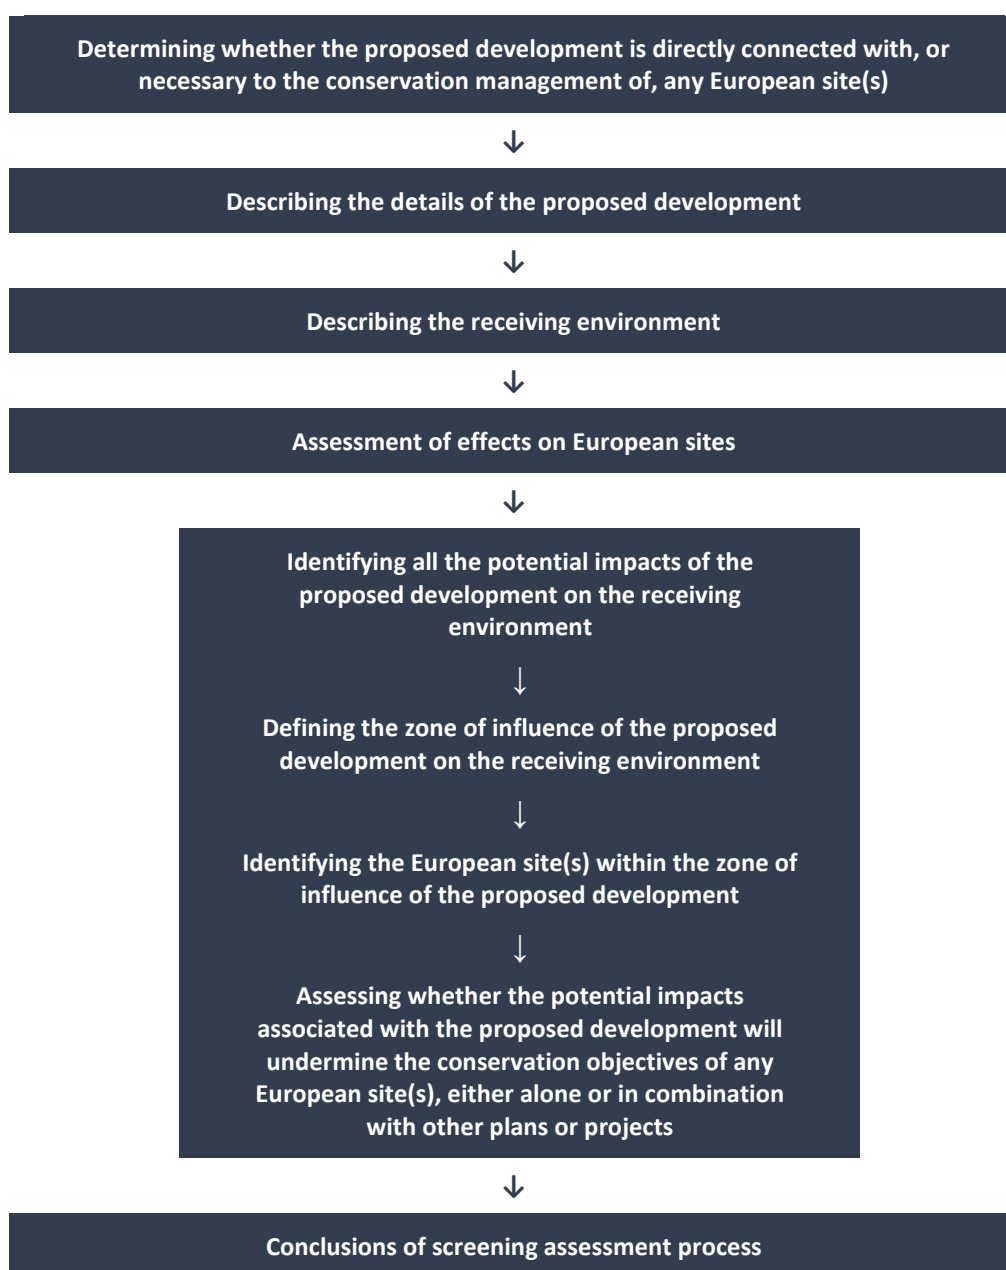 Determining whether the proposed development is directly connected with, or
necessary to the conservation management of, any European site(s)
↓
Describing the details of the proposed development
↓
Describing the receiving environment
↓
Assessment of effects on European sites
↓
Identifying all the potential impacts of the
proposed development on the receiving
environment
↓
Defining the zone of influence of the proposed
development on the receiving environment
↓
Identifying the European site(s) within the zone of
influence of the proposed development
↓
Assessing whether the potential impacts
associated with the proposed development will
undermine the conservation objectives of any
European site(s), either alone or in combination
with other plans or projects
↓
Conclusions of screening assessment process